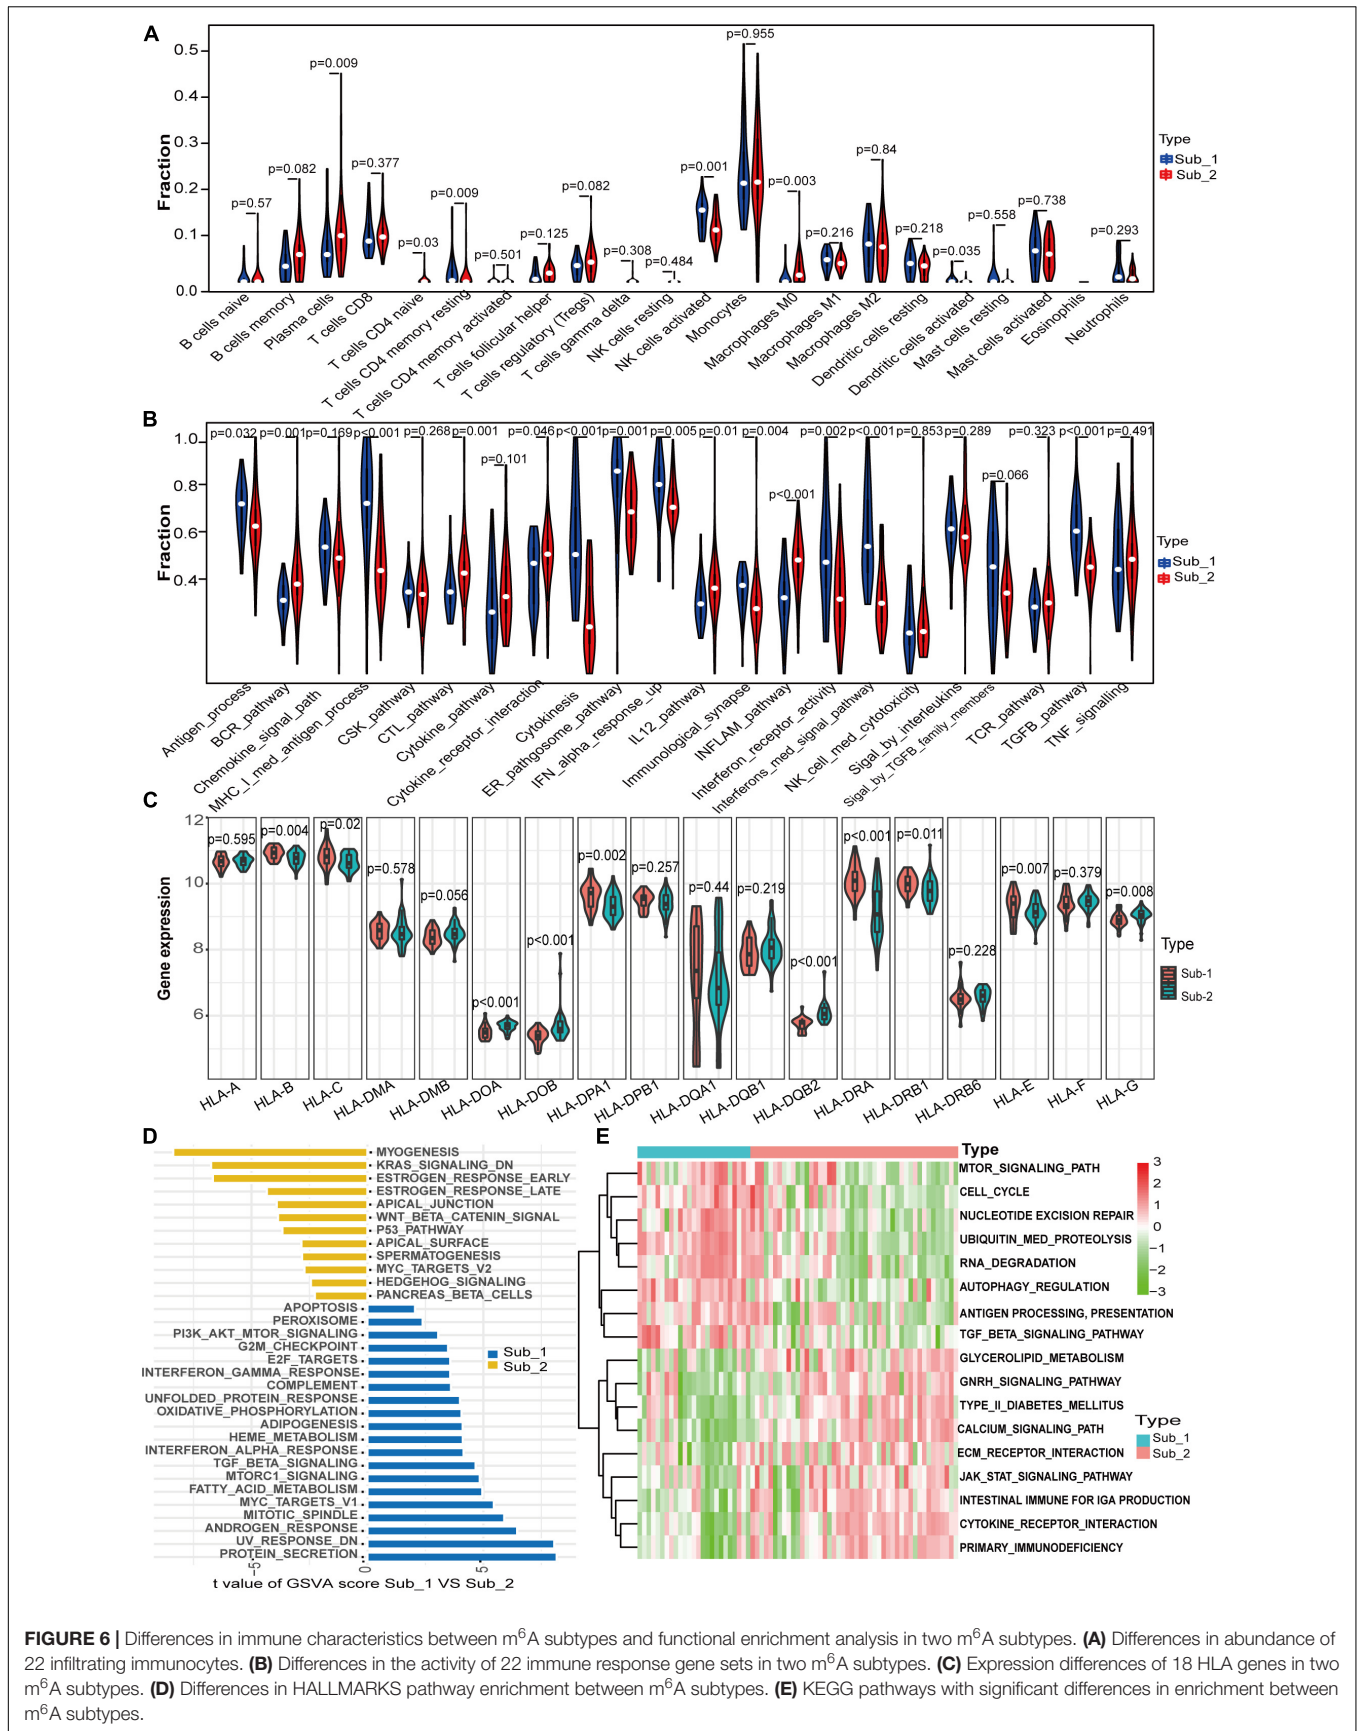 A
Fraction
0.5
0.4
0.3
0.2
0.1
0.0
p=0.57
p=0.082
p=0.009
p=0.377
p=0.03
p=0.009
p=0.501
p=0.125
p=0.082
p=0.308
p=0.484
p=0.001
p=0.955
p=0.003
p=0.216
p=0.84
p=0.218
p=0.035
p=0.558
p=0.738
p=0.293
Type
Sub_1
Sub_2
B cells naive
B cells memory
Plasma cells
T cells CD8
T cells CD4 naive
T cells CD4 memory resting
T cells CD4 memory activated
T cells follicular helper
T cells regulatory (Tregs)
T cells gamma delta
NK cells resting
NK cells activated
Monocytes
Macrophages M0
Macrophages M1
Macrophages M2
Dendritic cells resting
Dendritic cells activated
Mast cells resting
Mast cells activated
Eosinophils
Neutrophils
B
Fraction
1.0
0.8
0.6
0.4
p=0.032
p=0.001
p=0.169
p<0.001
p=0.268
p=0.001
p=0.101
p=0.046
p<0.001
p=0.001
p=0.005
p=0.01
p=0.004
p<0.001
p=0.002
p<0.001
p=0.853
p=0.289
p=0.066
p=0.323
p<0.001
p=0.491
Type
Sub_1
Sub_2
Antigen_process
BCR_pathway
Chemokine_signal_path
MHC_I_med_antigen_process
CSK_pathway
CTL_pathway
Cytokine_pathway
Cytokine_receptor_interaction
Cytokinesis
ER_pathgosome_pathway
IFN_alpha_response_up
IL12_pathway
Immunological_synapse
INFLAM_pathway
Interferon_receptor_activity
Interferons_med_signal_pathway
NK_cell_med_cytotoxicity
Sigal_by_interleukins
Sigal_by_TGFB_family_members
TCR_pathway
TGFB_pathway
TNF_signalling
C
Gene expression
12
10
8
6
p=0.595
p=0.004
p=0.02
p=0.578
p=0.056
p<0.001
p<0.001
p=0.002
p=0.257
p=0.44
p=0.219
p<0.001
p<0.001
p=0.011
p=0.228
p=0.007
p=0.379
p=0.008
Type
Sub-1
Sub-2
HLA-A
HLA-B
HLA-C
HLA-DMA
HLA-DMB
HLA-DOA
HLA-DOB
HLA-DPA1
HLA-DPB1
HLA-DQA1
HLA-DQB1
HLA-DQB2
HLA-DRA
HLA-DRB1
HLA-DRB6
HLA-E
HLA-F
HLA-G
D
MYOGENESIS
KRAS_SIGNALING_DN
ESTROGEN_RESPONSE_EARLY
ESTROGEN_RESPONSE_LATE
APICAL_JUNCTION
WNT_BETA_CATENIN_SIGNAL
P53_PATHWAY
APICAL_SURFACE
SPERMATOGENESIS
MYC_TARGETS_V2
HEDGEHOG_SIGNALING
PANCREAS_BETA_CELLS
APOPTOSIS
PEROXISOME
PI3K_AKT_MTOR_SIGNALING
G2M_CHECKPOINT
E2F_TARGETS
INTERFERON_GAMMA_RESPONSE
COMPLEMENT
UNFOLDED_PROTEIN_RESPONSE
OXIDATIVE_PHOSPHORYLATION
ADIPOGENESIS
HEME_METABOLISM
INTERFERON_ALPHA_RESPONSE
TGF_BETA_SIGNALING
MTORC1_SIGNALING
FATTY_ACID_METABOLISM
MYC_TARGETS_V1
MITOTIC_SPINDLE
ANDROGEN_RESPONSE
UV_RESPONSE_DN
PROTEIN_SECRETION
Sub_1
Sub_2
-5
0
5
t value of GSVA score Sub_1 VS Sub_2
E
Type
MTOR_SIGNALING_PATH
CELL_CYCLE
NUCLEOTIDE EXCISION REPAIR
UBIQUITIN_MED_PROTEOLYSIS
RNA_DEGRADATION
AUTOPHAGY_REGULATION
ANTIGEN PROCESSING, PRESENTATION
TGF_BETA_SIGNALING_PATHWAY
GLYCEROLIPID_METABOLISM
GNRH_SIGNALING_PATHWAY
TYPE_II_DIABETES_MELLITUS
CALCIUM_SIGNALING_PATH
ECM_RECEPTOR_INTERACTION
JAK_STAT_SIGNALING_PATHWAY
INTESTINAL IMMUNE FOR IGA PRODUCTION
CYTOKINE_RECEPTOR_INTERACTION
PRIMARY_IMMUNODEFICIENCY
3
2
1
0
−1
−2
−3
Type
Sub_1
Sub_2
FIGURE 6 | Differences in immune characteristics between m⁶A subtypes and functional enrichment analysis in two m⁶A subtypes. (A) Differences in abundance of
22 infiltrating immunocytes. (B) Differences in the activity of 22 immune response gene sets in two m⁶A subtypes. (C) Expression differences of 18 HLA genes in two
m⁶A subtypes. (D) Differences in HALLMARKS pathway enrichment between m⁶A subtypes. (E) KEGG pathways with significant differences in enrichment between
m⁶A subtypes.